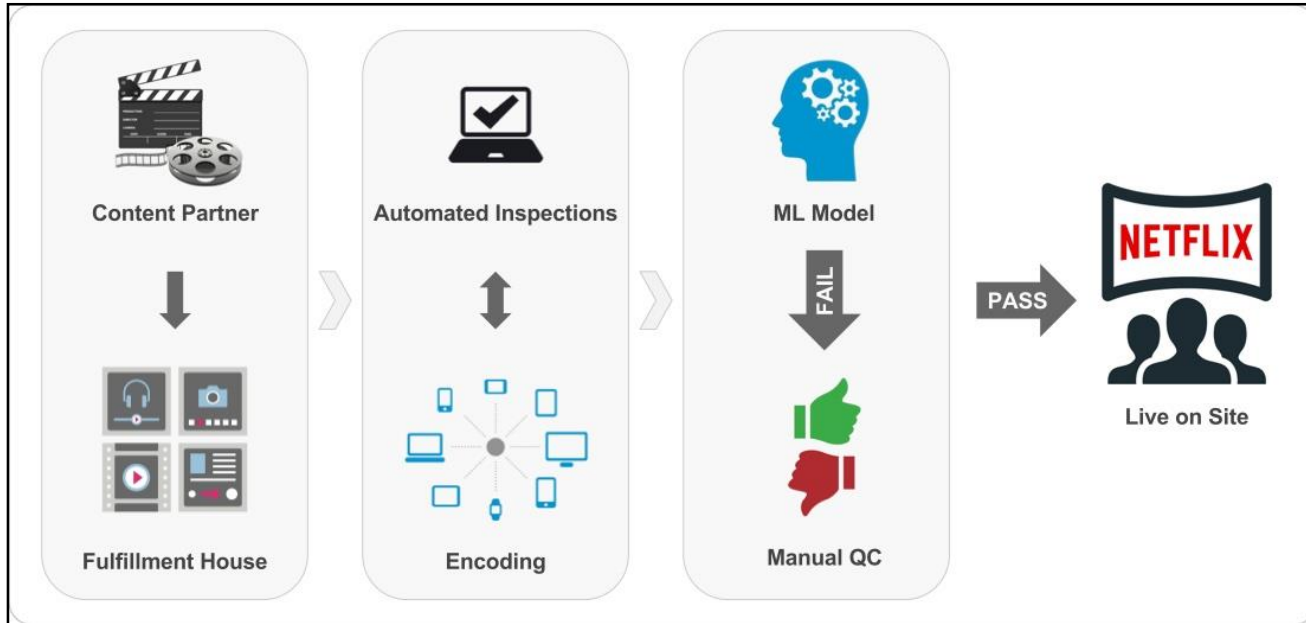 Content Partner
Fulfillment House
Automated Inspections
Encoding
ML Model
FAIL
Manual QC
PASS
NETFLIX
Live on Site